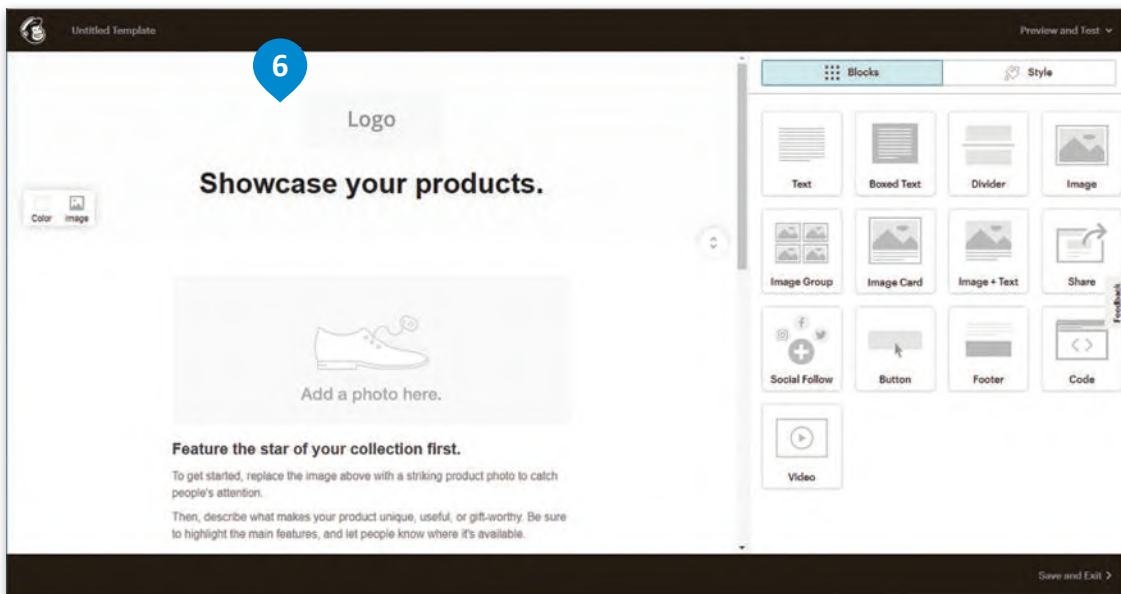 Untitled Template
Preview and Test
6
Blocks
Style
Logo
Showcase your products.
Color
Image
Text
Boxed Text
Divider
Image
Image Group
Image Card
Image + Text
Share
Feedback
Add a photo here.
Social Follow
Button
Footer
Code
Video
Feature the star of your collection first.
To get started, replace the image above with a striking product photo to catch
people's attention.
Then, describe what makes your product unique, useful, or gift-worthy. Be sure
to highlight the main features, and let people know where it's available.
Save and Exit